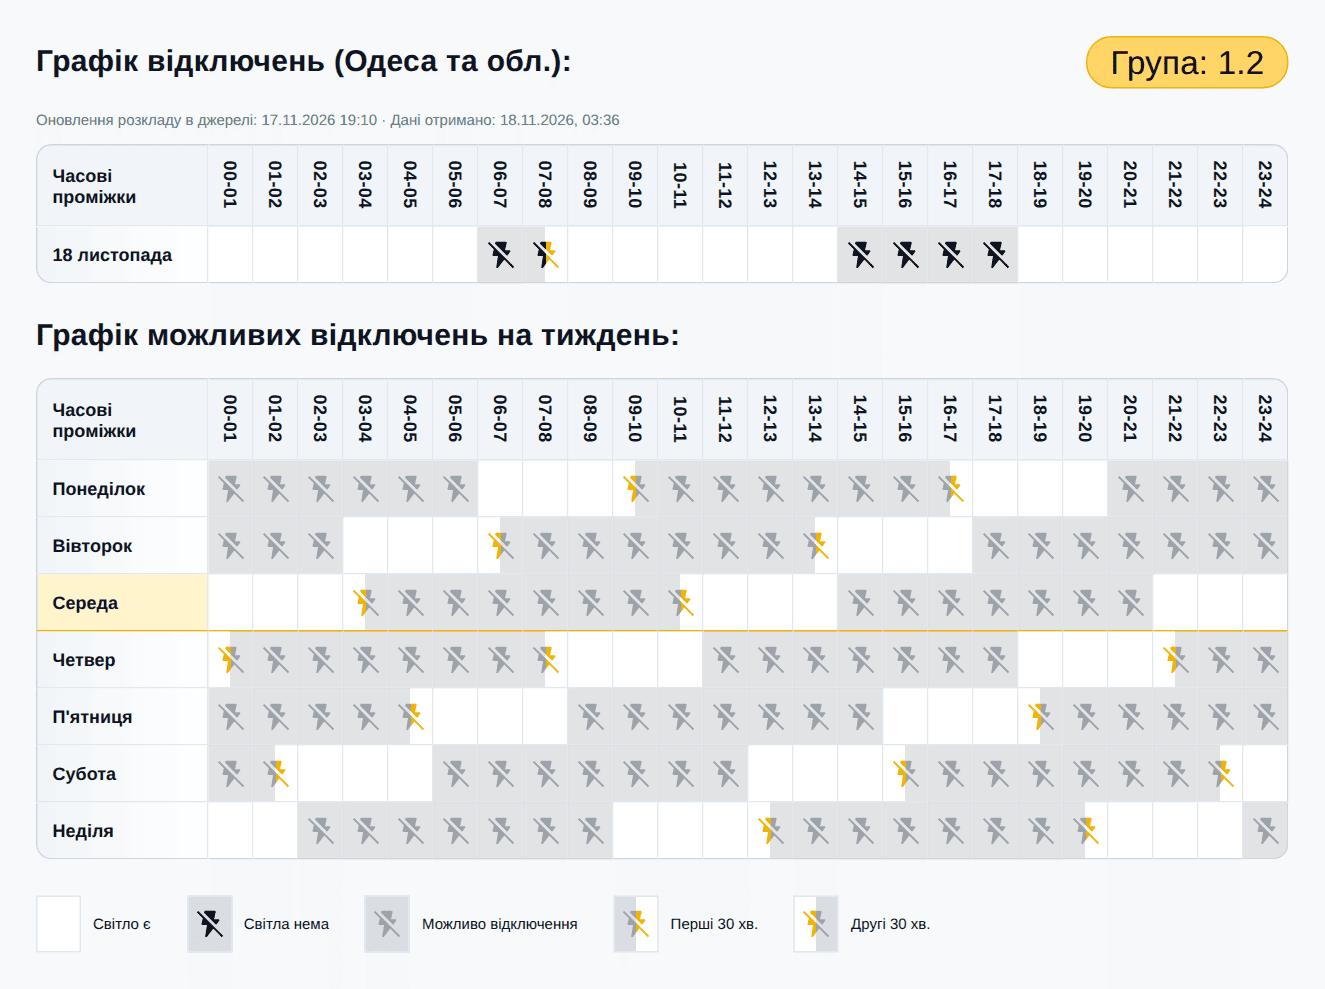 Графік відключень (Одеса та обл.):
Група: 1.2
Оновлення розкладу в джерелі: 17.11.2026 19:10 · Дані отримано: 18.11.2026, 03:36
Часові
проміжки
00-01 01-02 02-03 03-04 04-05 05-06 06-07 07-08 08-09 09-10 10-11 11-12 12-13 13-14 14-15 15-16 16-17 17-18 18-19 19-20 20-21 21-22 22-23 23-24
18 листопада
Графік можливих відключень на тиждень:
Часові
проміжки
00-01 01-02 02-03 03-04 04-05 05-06 06-07 07-08 08-09 09-10 10-11 11-12 12-13 13-14 14-15 15-16 16-17 17-18 18-19 19-20 20-21 21-22 22-23 23-24
Понеділок
Вівторок
Середа
Четвер
П'ятниця
Субота
Неділя
Світло є
Світла нема
Можливо відключення
Перші 30 хв.
Другі 30 хв.